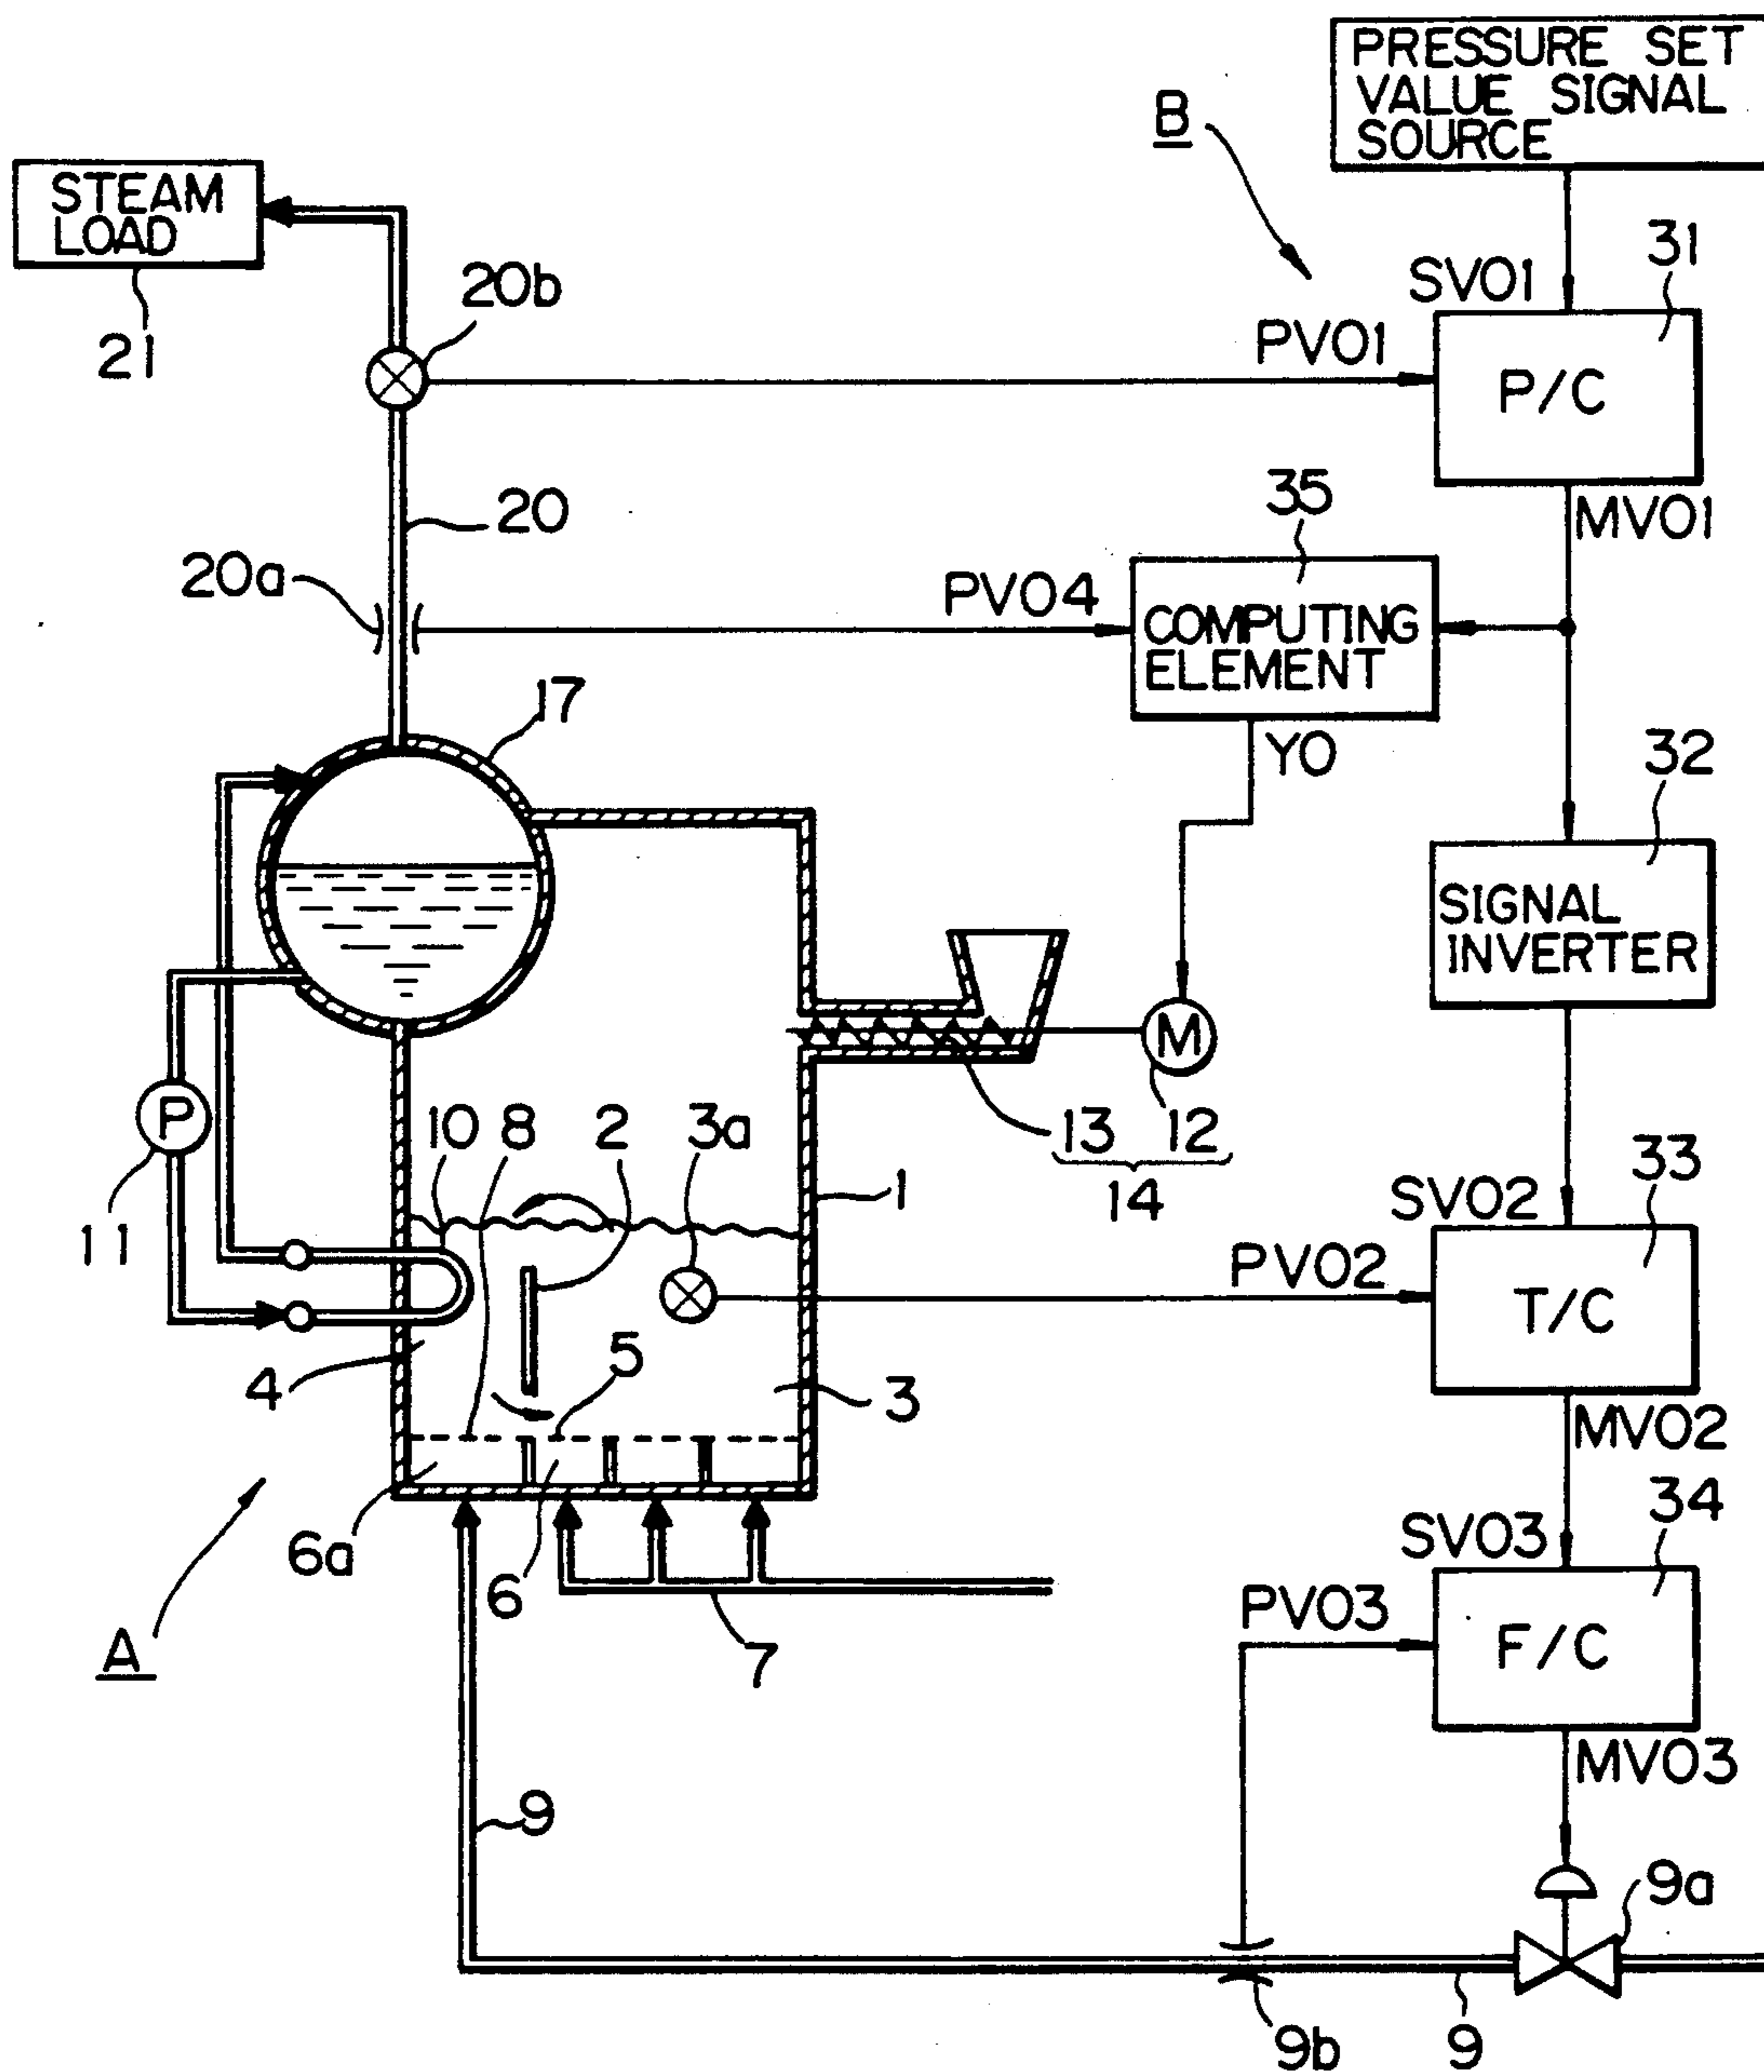 PRESSURE SET
VALUE SIGNAL
SOURCE
B
STEAM
LOAD
21
20b
SV01
31
PV01
P/C
20
35
MV01
20a
PV04
COMPUTING
ELEMENT
17
YO
32
SIGNAL
INVERTER
M
P
10
8
2
3a
13
12
14
11
1
33
SV02
PV02
T/C
4
5
3
MV02
6a
6
34
SV03
7
PV03
F/C
A
MV03
9
9a
9b
9